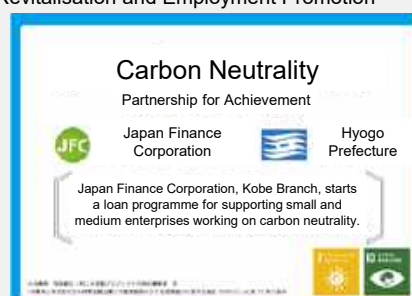 Revitalisation and Employment Promotion
Carbon Neutrality
Partnership for Achievement
JFC
Japan Finance
Corporation
Hyogo
Prefecture
Japan Finance Corporation, Kobe Branch, starts
a loan programme for supporting small and
medium enterprises working on carbon neutrality.